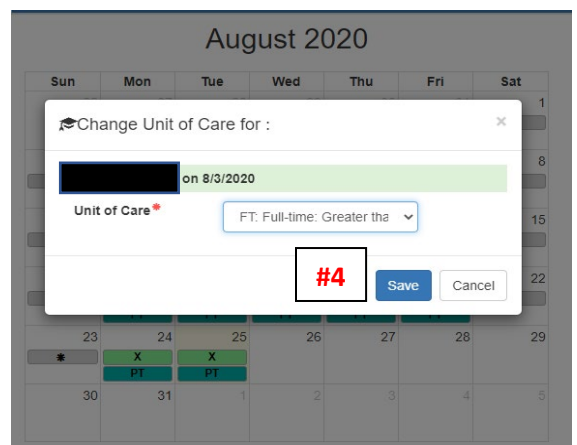 August 2020
Sun Mon Tue Wed Thu Fri Sat
1
Change Unit of Care for :
×
8
on 8/3/2020
Unit of Care*
FT: Full-time: Greater tha
15
#4
Save Cancel
22
23 24 25 26 27 28 29
* X X
PT PT
30 31 1 2 3 4 5